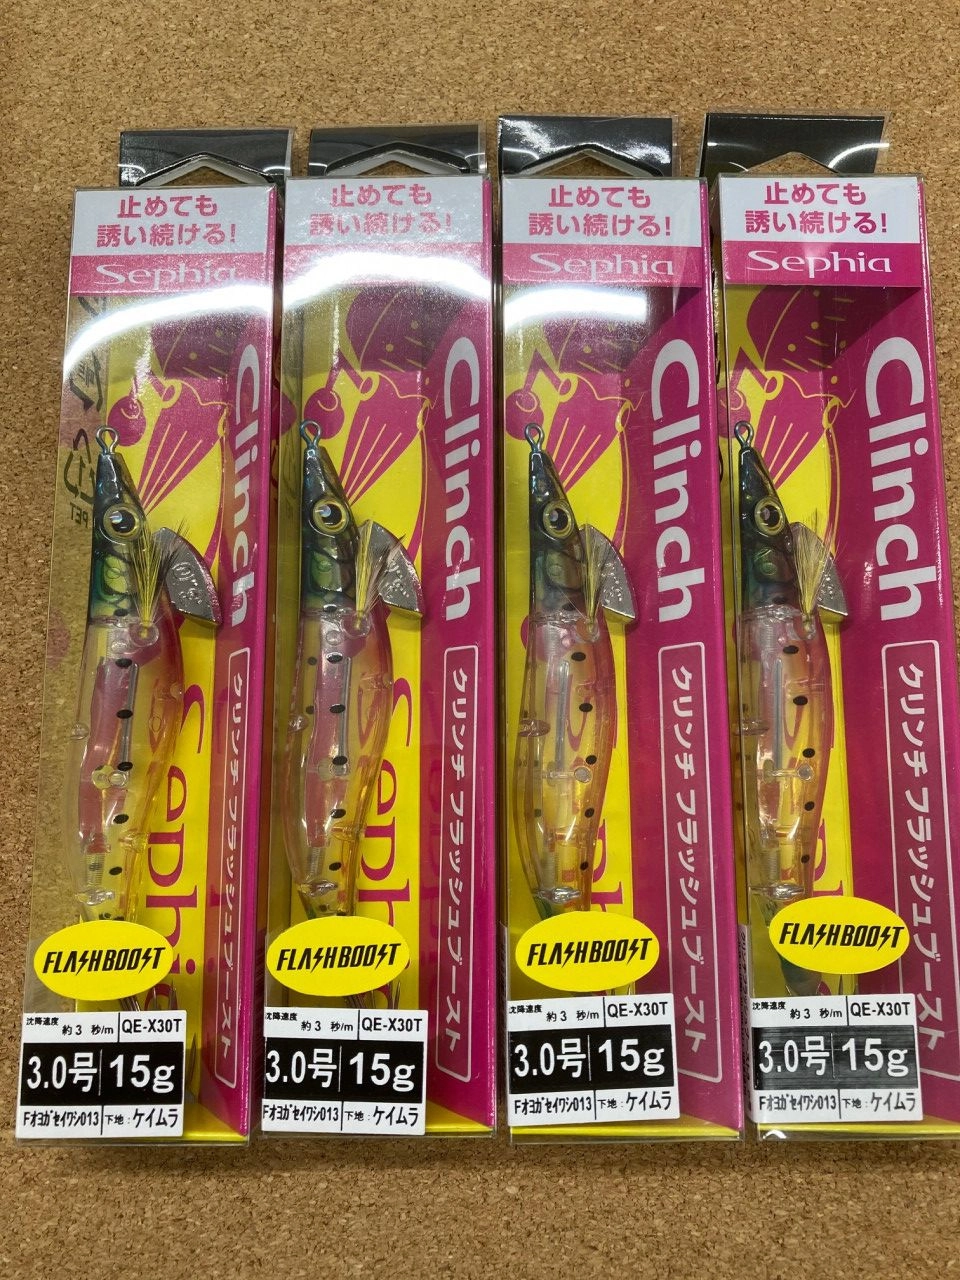 止めても
誘い続ける!
Sephia
Clinch
クリンチ フラッシュブースト
Sephia
FLASHBOOST
沈降速度 約3 秒/m
QE-X30T
3.0号
15g
Fオヨガセイワシ013
下地:ケイムラ
止めても
誘い続ける!
Sephia
Clinch
クリンチ フラッシュブースト
Seph
FLASHBOOST
沈降速度 約3 秒/m
QE-X30T
3.0号
15g
Fオヨガセイワシ013
下地:ケイムラ
止めても
誘い続ける!
Sephia
Clinch
クリンチ フラッシュブースト
FLASHBOOST
沈降速度 約3 秒/m
QE-X30T
3.0号
15g
Fオヨガセイワシ013
下地:ケイムラ
止めても
誘い続ける!
Sephia
Clinch
クリンチ フラッシュブースト
FLASHBOOST
沈降速度 約3 秒/m
QE-X30T
3.0号
15g
Fオヨガセイワシ013
下地:ケイムラ